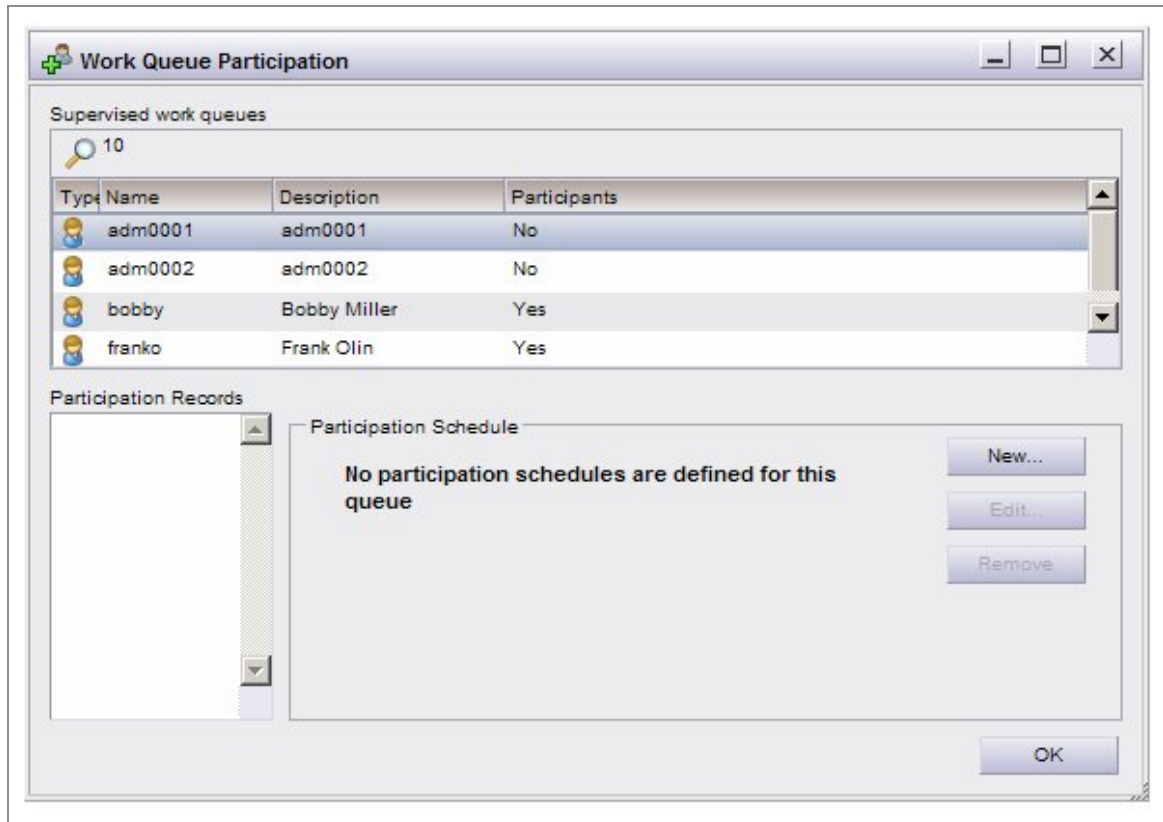 Work Queue Participation
Supervised work queues
10
Type Name Description Participants
adm0001 adm0001 No
adm0002 adm0002 No
bobby Bobby Miller Yes
franko Frank Olin Yes
Participation Records
Participation Schedule
No participation schedules are defined for this
queue
New...
Edit...
Remove
OK